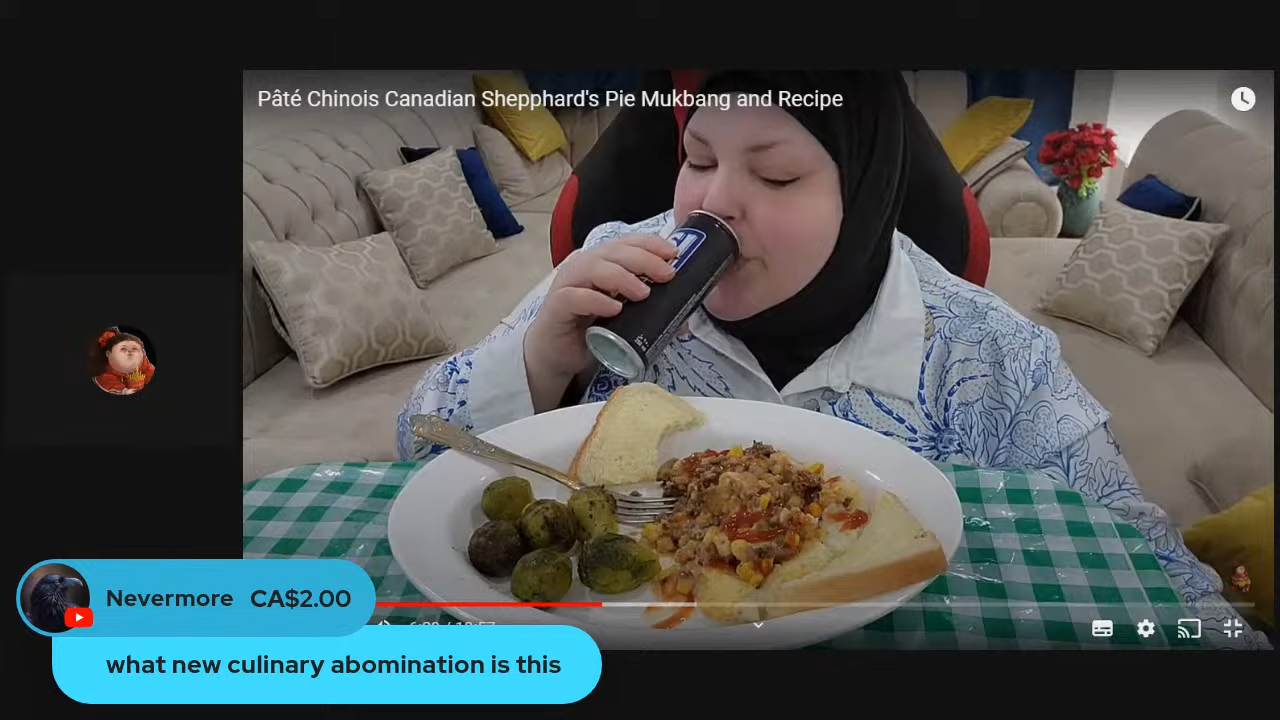 Pâté Chinois Canadian Shepphard's Pie Mukbang and Recipe
Nevermore CA$2.00
what new culinary abomination is this